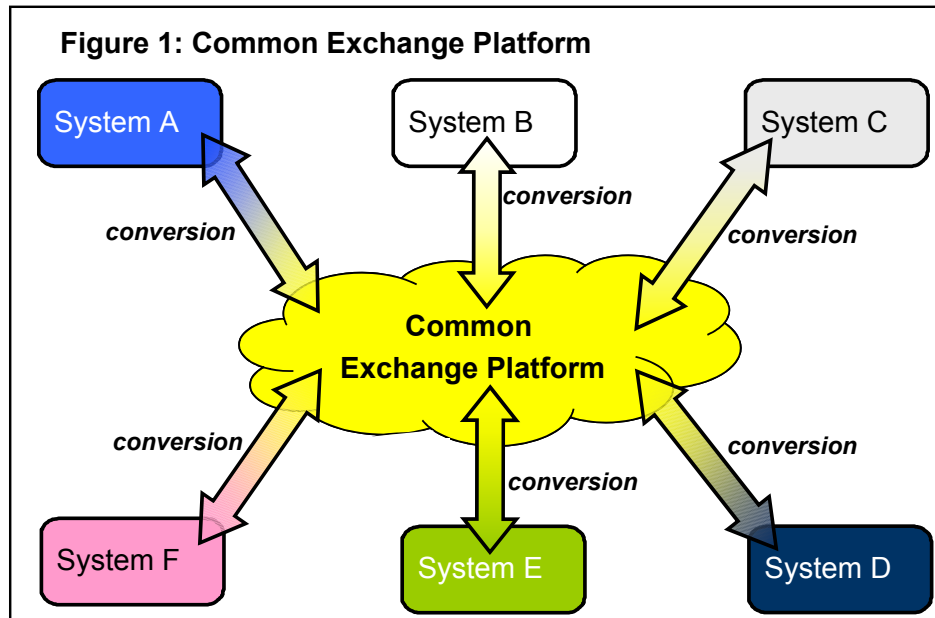 Figure 1: Common Exchange Platform
System A
System B
System C
conversion
conversion
conversion
Common
Exchange Platform
conversion
conversion
conversion
System F
System E
System D